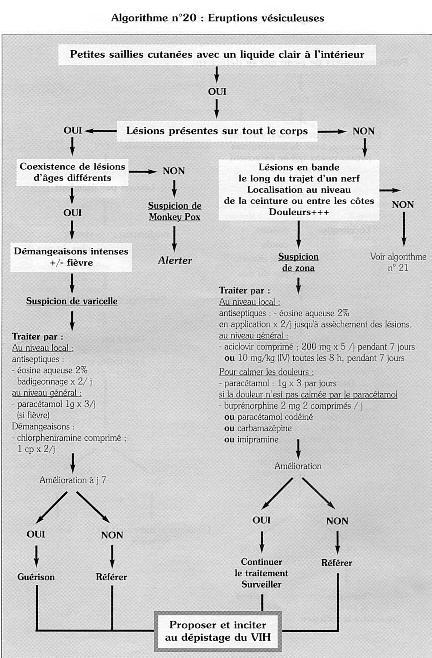 Algorithme n°20 : Eruptions vésiculeuses
Petites saillies cutanées avec un liquide clair à l'intérieur
OUI
OUI
Lésions présentes sur tout le corps
NON
Coexistence de lésions
d'âges différents
NON
Suspicion de
Monkey Pox
Alerter
OUI
Démangeaisons intenses
+/- fièvre
Suspicion de varicelle
Traiter par :
Au niveau local :
antiseptiques :
- éosine aqueuse 2%
badigeonnage x 2/ j
au niveau général :
- paracétamol 1g x 3/j
(si fièvre)
Démangeaisons :
- chlorpheniramine comprimé ;
1 cp x 2/j
Amélioration à j 7
OUI
NON
Guérison
Référer
Lésions en bande
le long du trajet d'un nerf
Localisation au niveau
de la ceinture ou entre les côtes
Douleurs+++
NON
Voir algorithme
n° 21
Suspicion
de zona
Traiter par :
Au niveau local :
antiseptiques : - éosine aqueuse 2%
en application x 2/j jusqu'à assèchement des lésions.
au niveau général :
- aciclovir comprimé ; 200 mg x 5 /j pendant 7 jours
ou 10 mg/kg (IV) toutes les 8 h, pendant 7 jours
Pour calmer les douleurs :
- paracétamol : 1g x 3 par jours
si la douleur n'est pas calmée par le paracétamol
buprénorphine 2 mg 2 comprimés / j
ou paracétamol codéiné
ou carbamazépine
ou imipramine
Amélioration
OUI
NON
Continuer
le traitement
Surveiller
Référer
Proposer et inciter
au dépistage du VIH